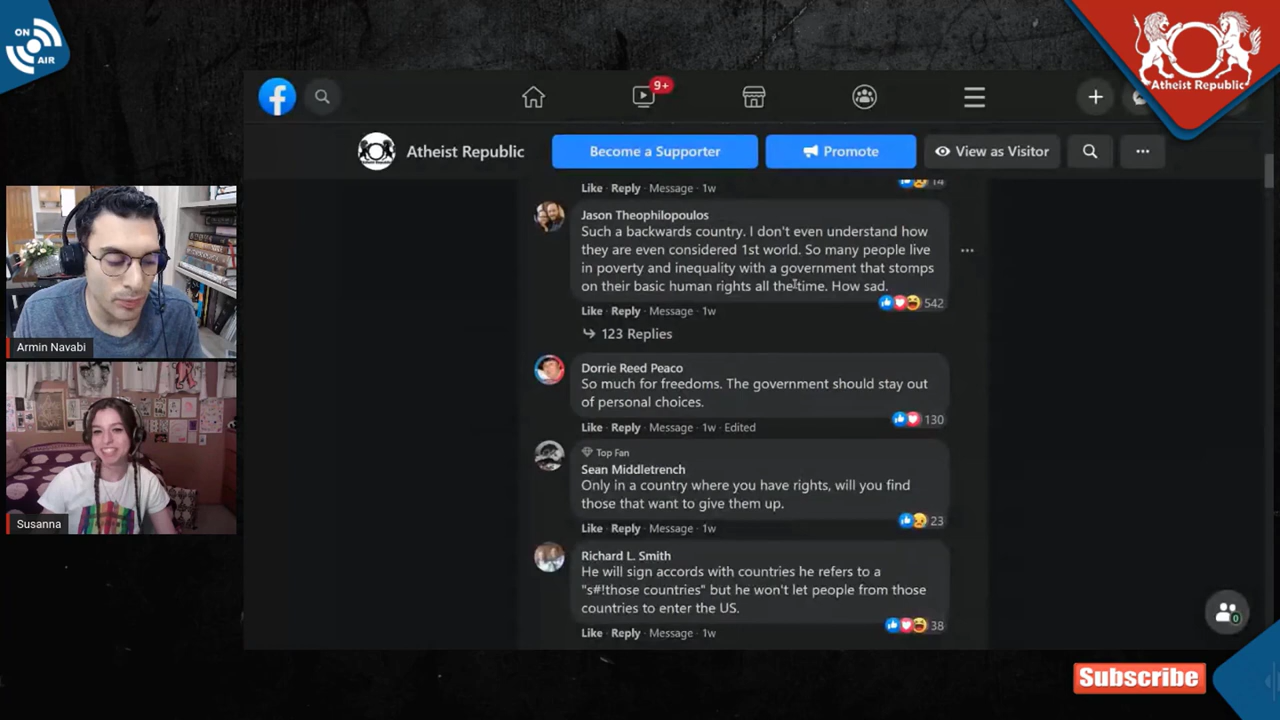 ON
AIR
Atheist Republic
9+
Atheist Republic
Become a Supporter
Promote
View as Visitor
Like · Reply · Message · 1w
14
Jason Theophilopoulos
Such a backwards country. I don't even understand how
they are even considered 1st world. So many people live
in poverty and inequality with a government that stomps
on their basic human rights all the time. How sad.
542
Like · Reply · Message · 1w
123 Replies
Dorrie Reed Peaco
So much for freedoms. The government should stay out
of personal choices.
130
Like · Reply · Message · 1w · Edited
Top Fan
Sean Middletrench
Only in a country where you have rights, will you find
those that want to give them up.
23
Like · Reply · Message · 1w
Richard L. Smith
He will sign accords with countries he refers to a
"s#!those countries" but he won't let people from those
countries to enter the US.
38
Like · Reply · Message · 1w
Armin Navabi
Susanna
0
Subscribe